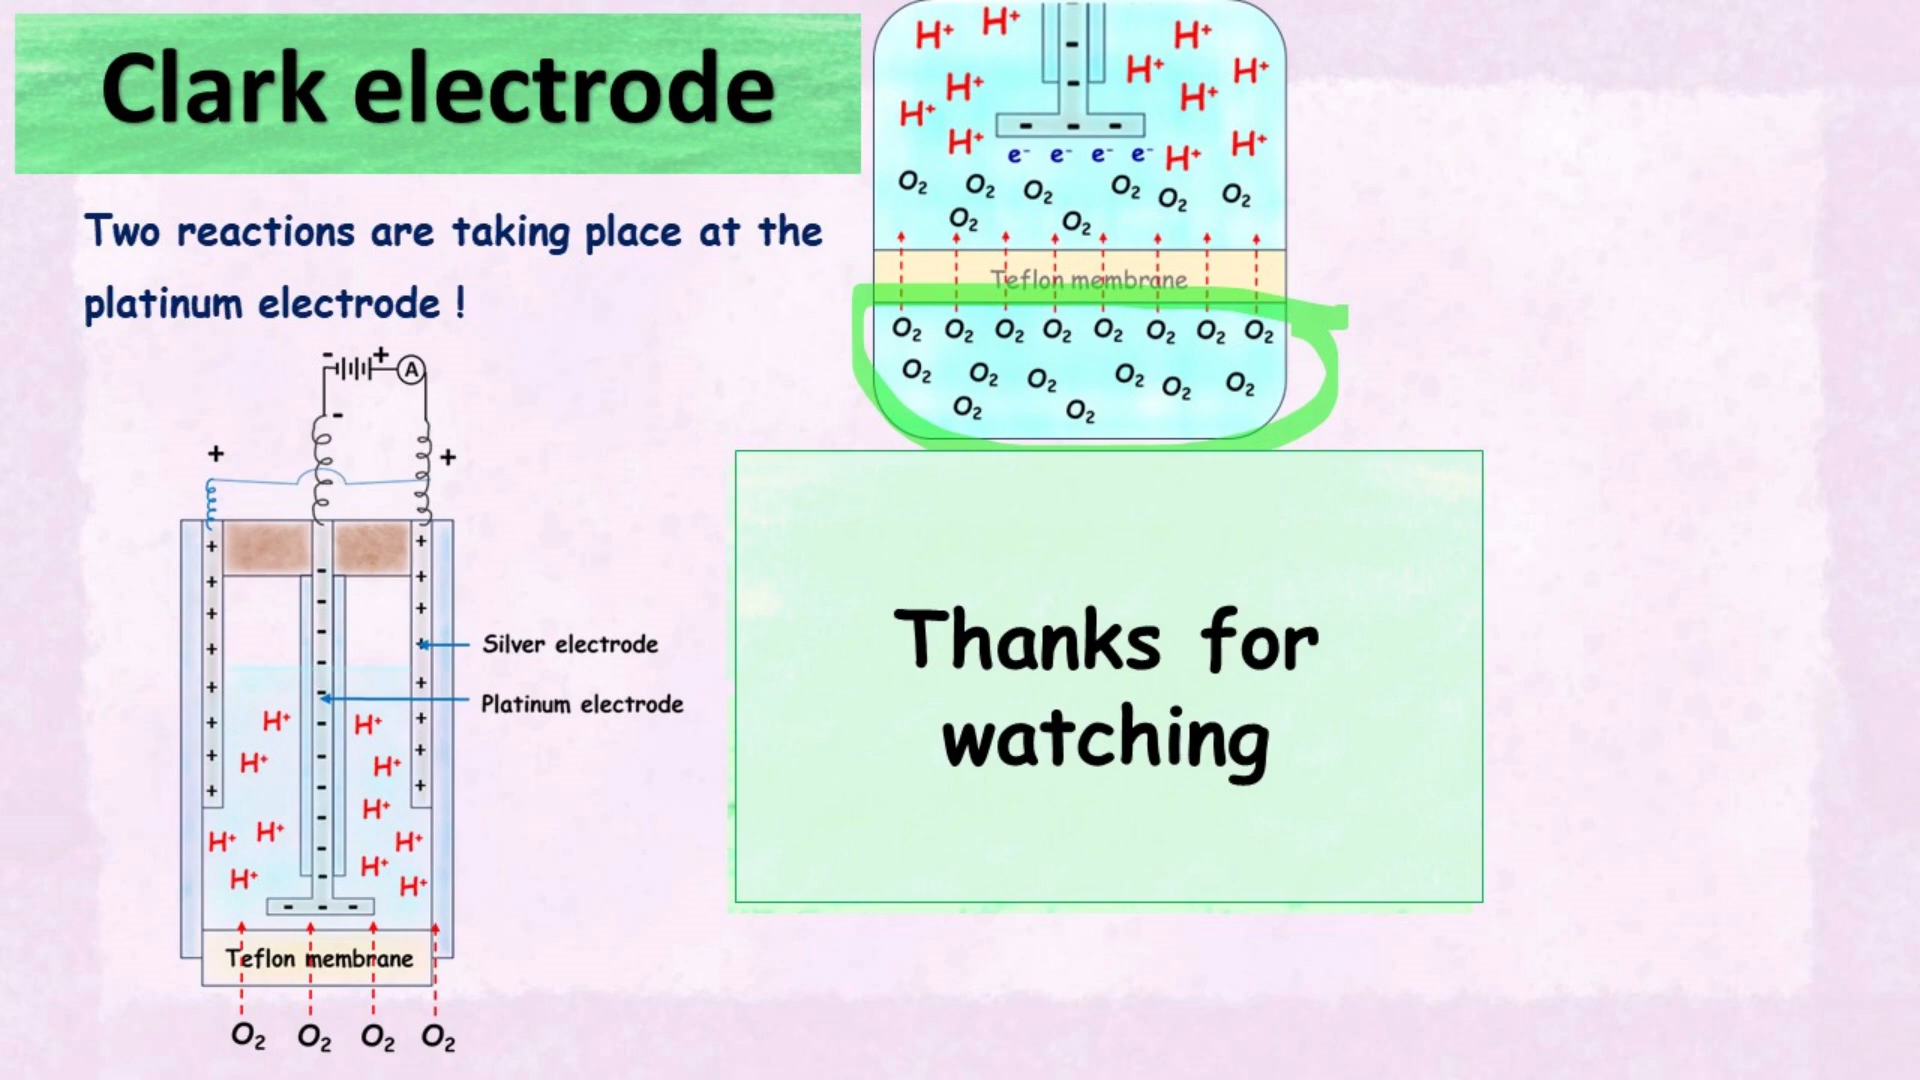 Clark electrode
Two reactions are taking place at the
platinum electrode !
- + A
-
+ +
Silver electrode
Platinum electrode
H⁺ H⁺
H⁺ H⁺
H⁺
H⁺ H⁺ H⁺
H⁺ H⁺
H⁺
- - -
Teflon membrane
O₂ O₂ O₂ O₂
H⁺ H⁺ H⁺
H⁺ H⁺
H⁺ H⁺
H⁺
H⁺ H⁺
- - -
e⁻ e⁻ e⁻ e⁻ H⁺
O₂ O₂ O₂ O₂ O₂ O₂
O₂ O₂
Teflon membrane
O₂ O₂ O₂ O₂ O₂ O₂ O₂ O₂
O₂ O₂ O₂ O₂ O₂ O₂
O₂ O₂
Thanks for
watching